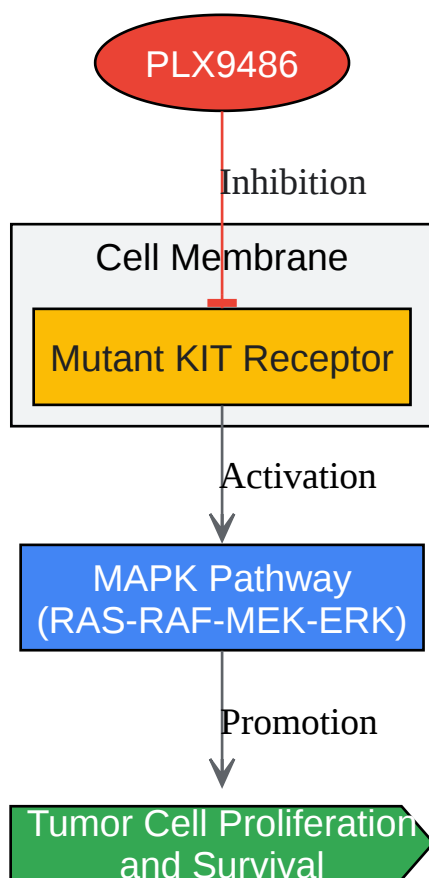 PLX9486
Inhibition
Cell Membrane
Mutant KIT Receptor
Activation
MAPK Pathway
(RAS-RAF-MEK-ERK)
Promotion
Tumor Cell Proliferation
and Survival